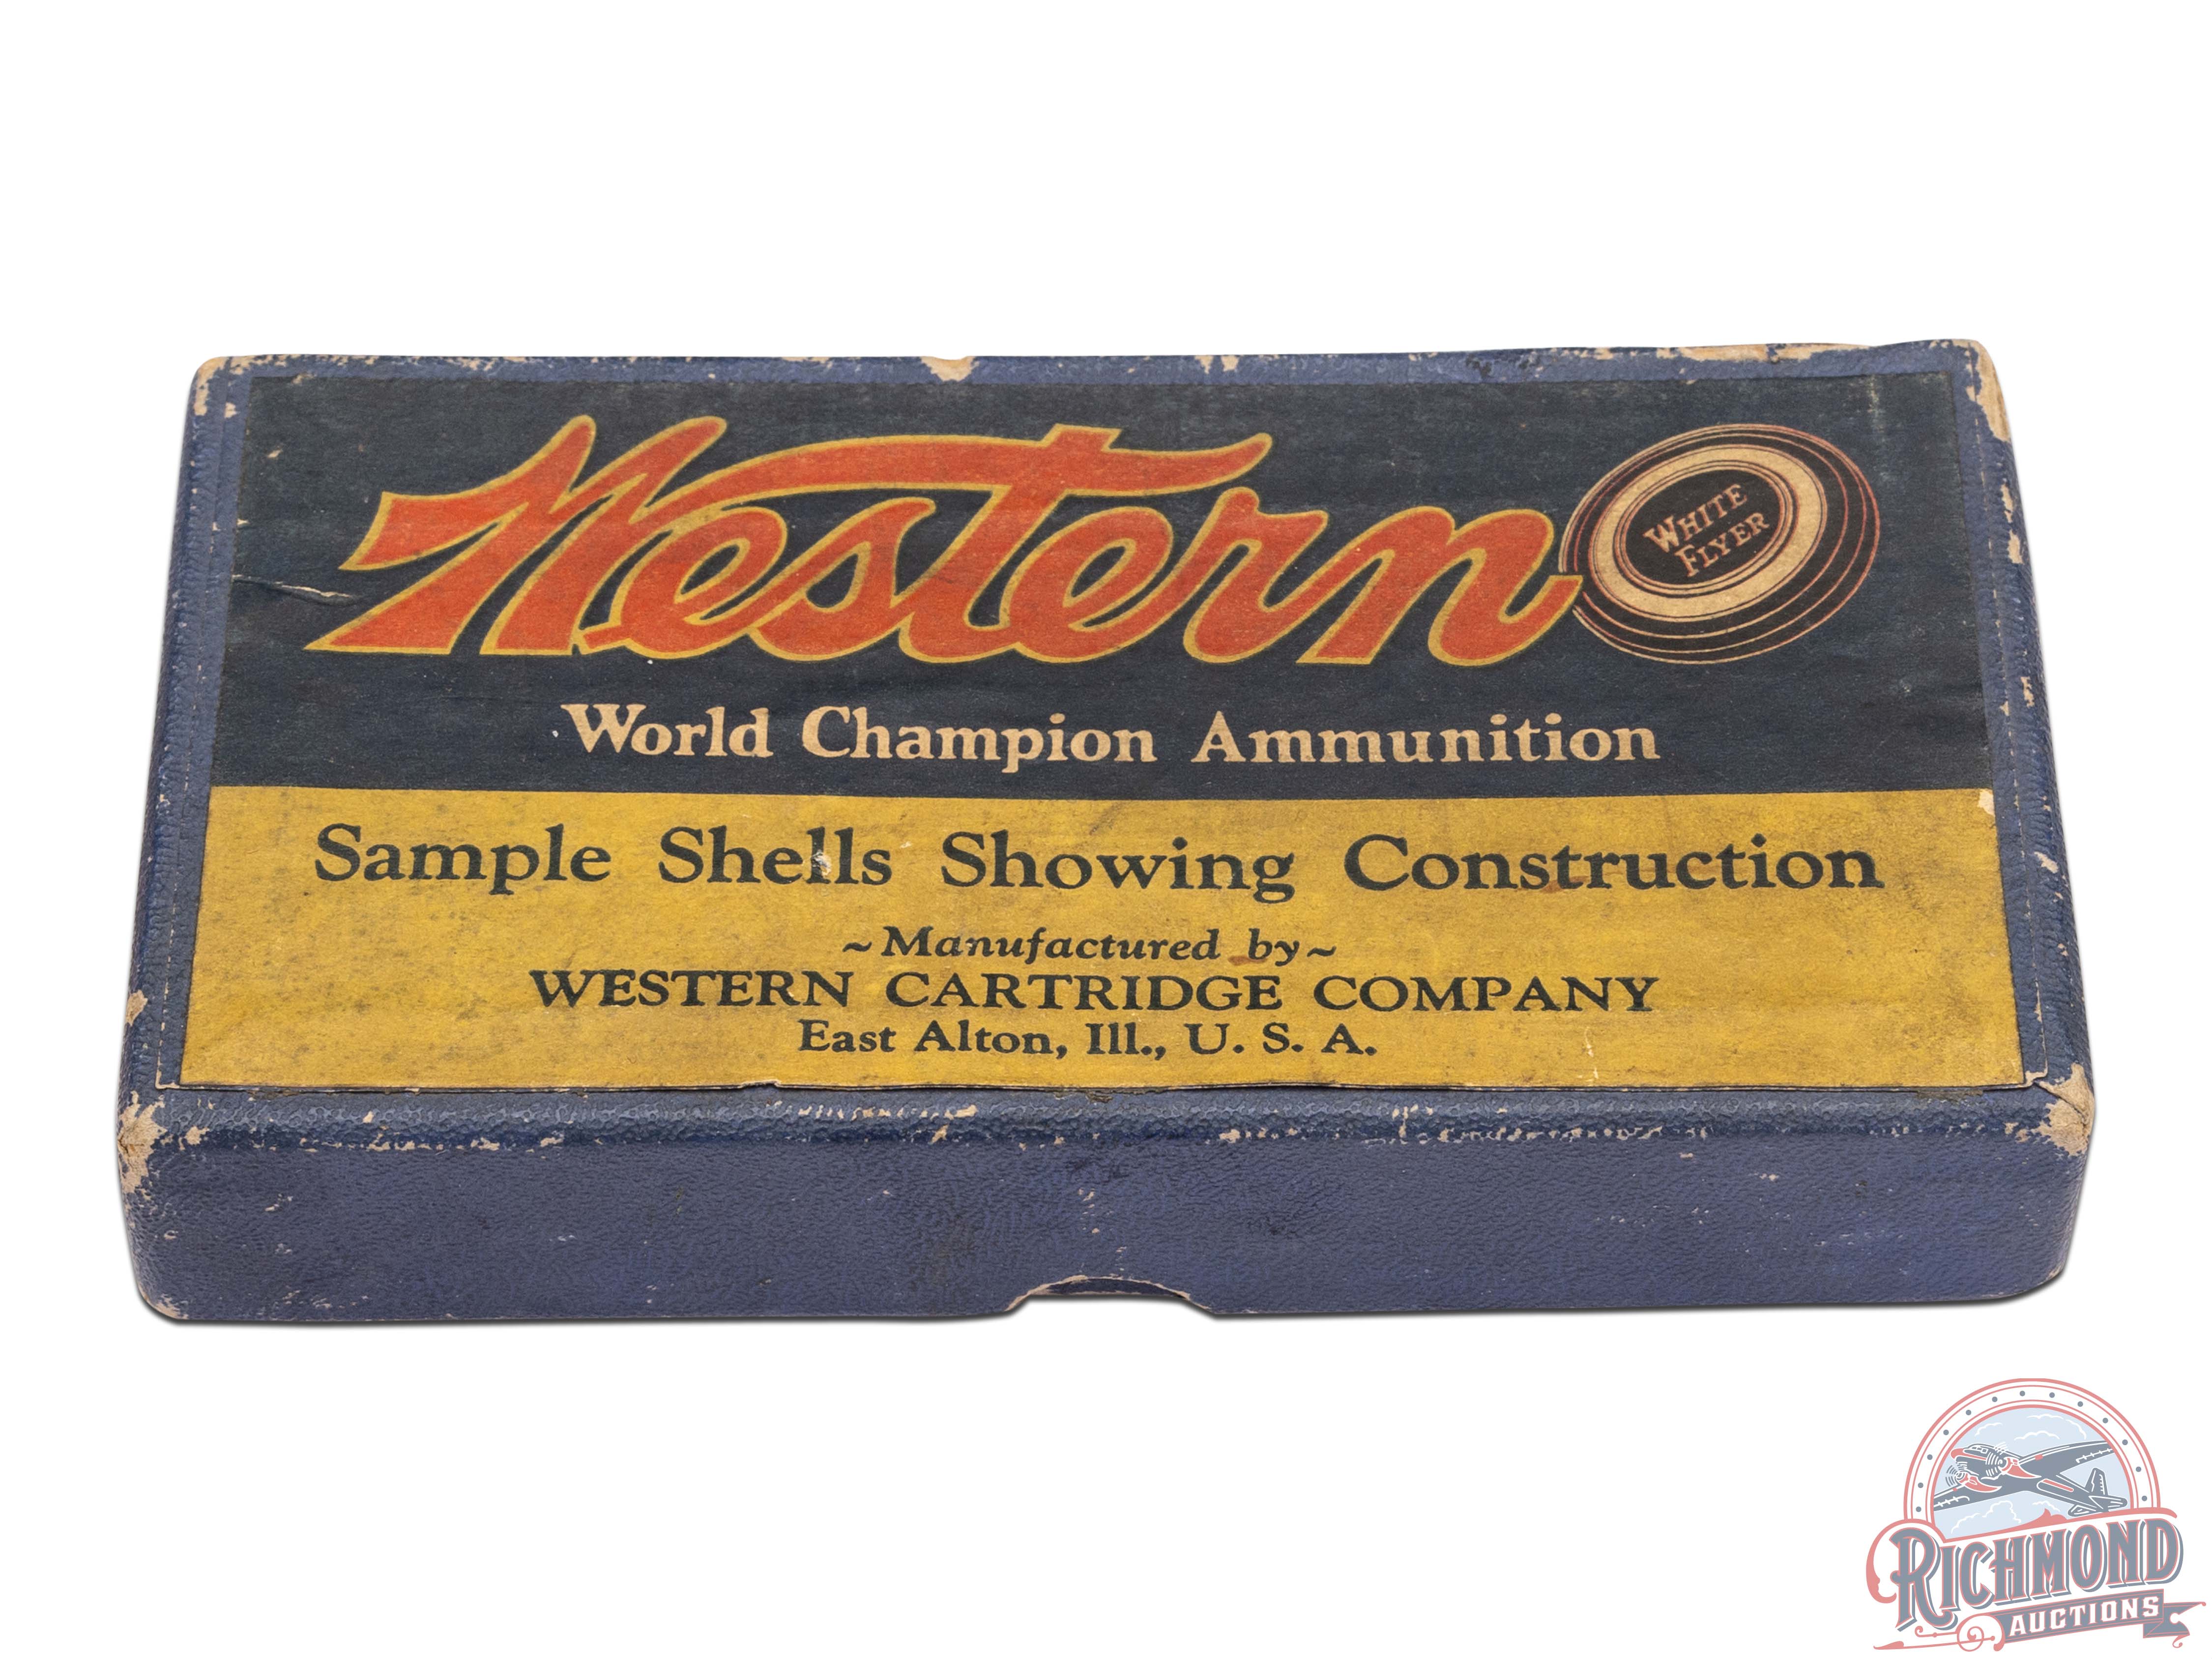 Western
WHITE
FLYER
World Champion Ammunition
Sample Shells Showing Construction
~Manufactured by~
WESTERN CARTRIDGE COMPANY
East Alton, Ill., U. S. A.
RICHMOND
AUCTIONS